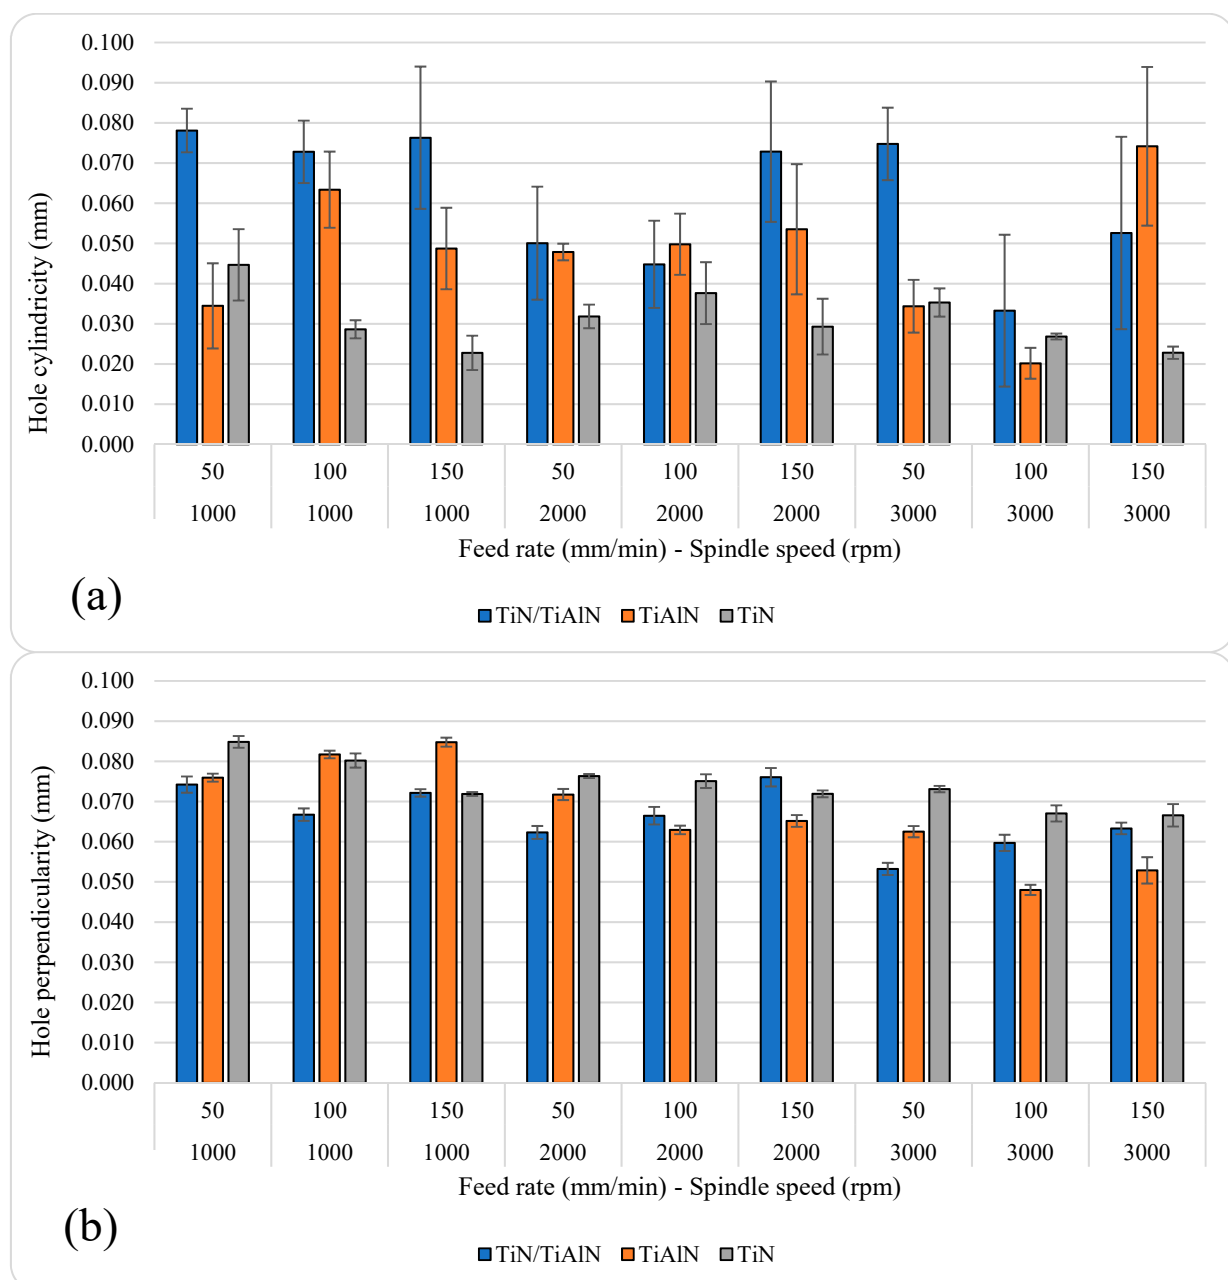 0.100
0.090
0.080
0.070
0.060
0.050
0.040
0.030
0.020
0.010
0.000
Hole cylindricity (mm)
50 100 150 50 100 150 50 100 150
1000 1000 1000 2000 2000 2000 3000 3000 3000
Feed rate (mm/min) - Spindle speed (rpm)
(a)
TiN/TiAlN TiAlN TiN
0.100
0.090
0.080
0.070
0.060
0.050
0.040
0.030
0.020
0.010
0.000
Hole perpendicularity (mm)
50 100 150 50 100 150 50 100 150
1000 1000 1000 2000 2000 2000 3000 3000 3000
Feed rate (mm/min) - Spindle speed (rpm)
(b)
TiN/TiAlN TiAlN TiN